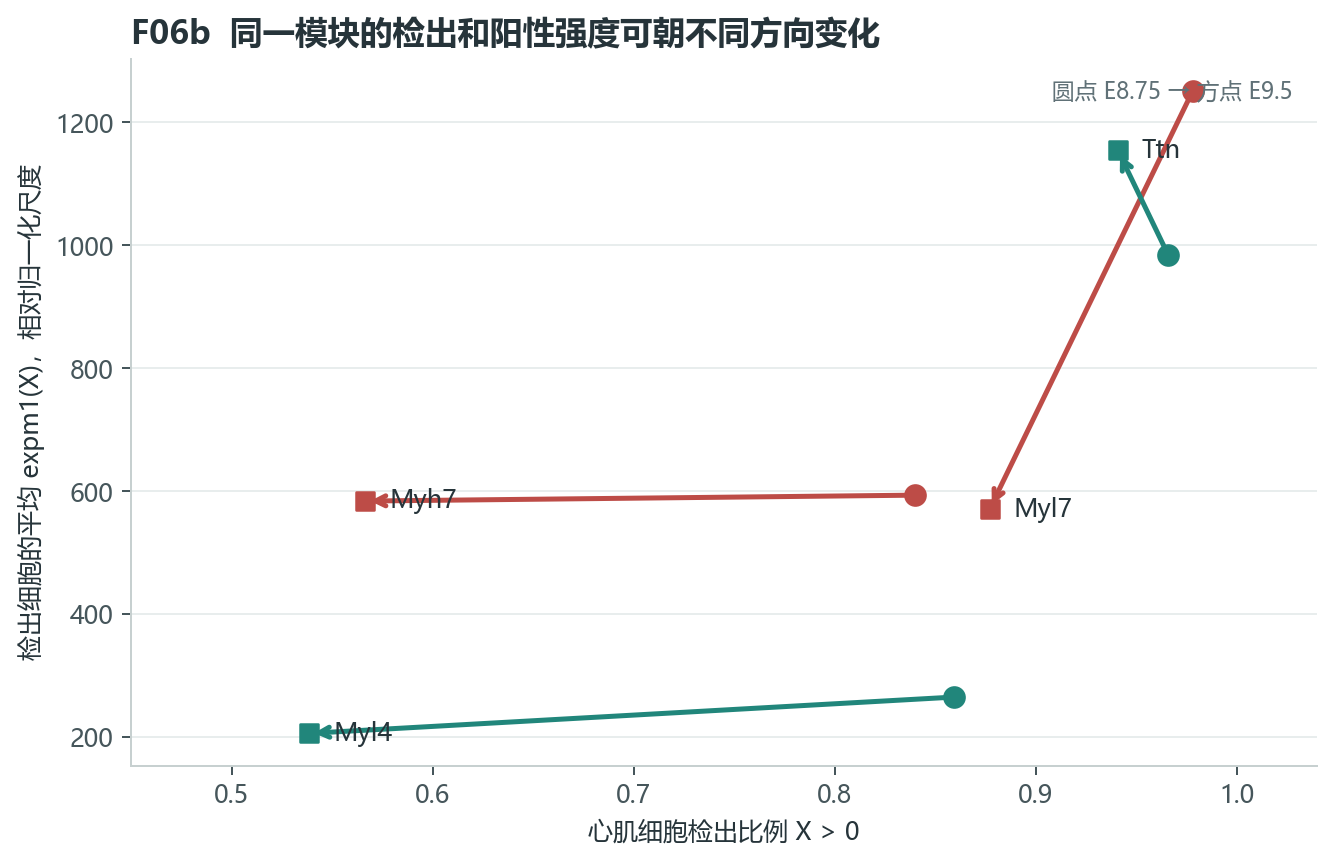 F06b 同一模块的检出和阳性强度可朝不同方向变化
圆点 E8.75 → 方点 E9.5
检出细胞的平均 expm1(X)，相对归一化尺度
1200
1000
800
600
400
200
Ttn
Myh7
Myl7
Myl4
0.5 0.6 0.7 0.8 0.9 1.0
心肌细胞检出比例 X > 0